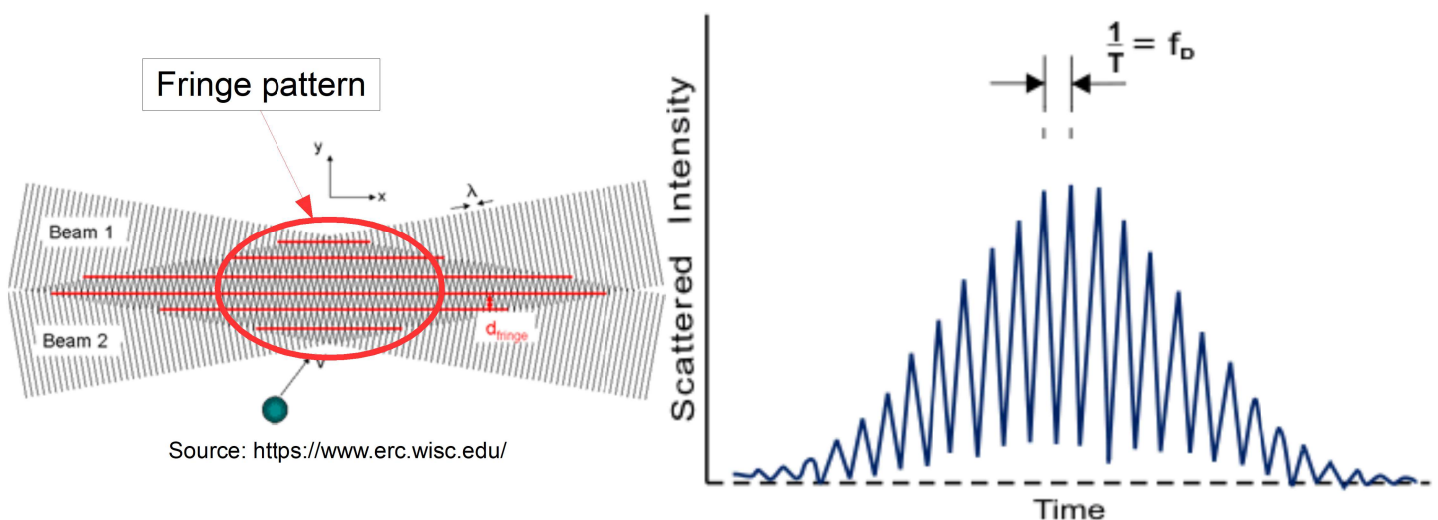 Fringe pattern
y
x
λ
Beam 1
Beam 2
d_fringe
v
Source: https://www.erc.wisc.edu/
Scattered Intensity
1/T = f_D
Time